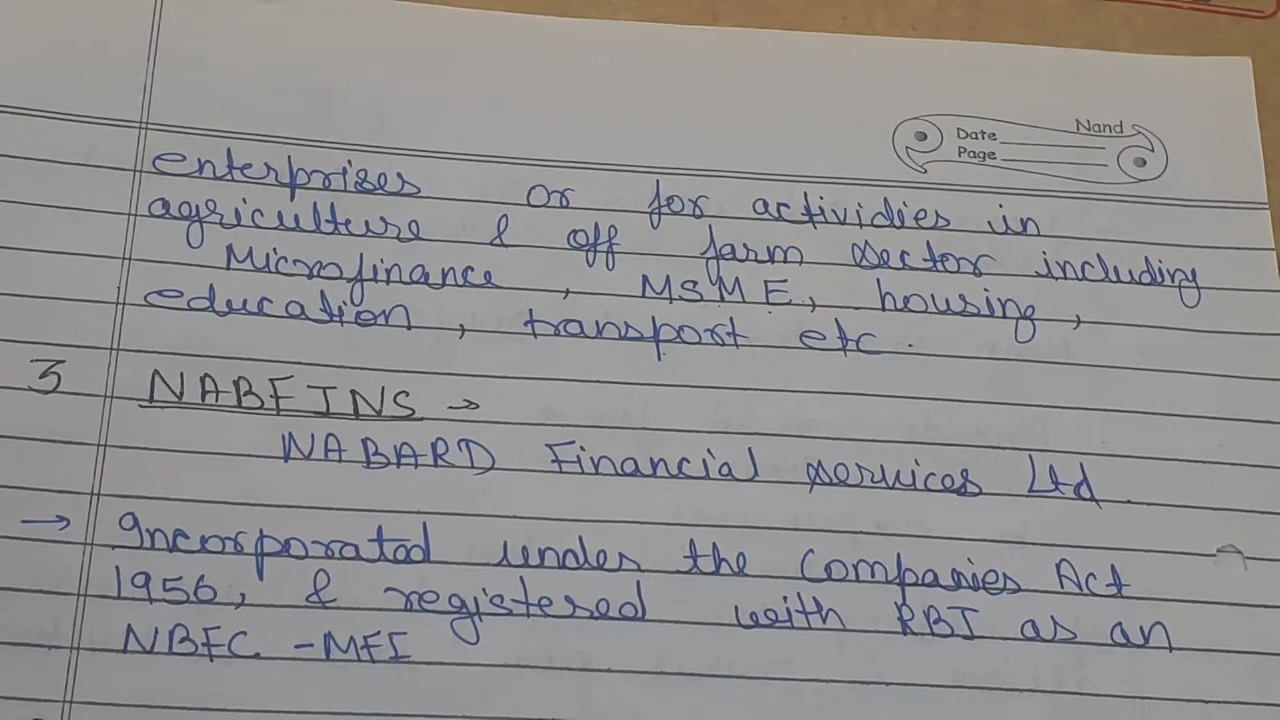 Nand
Date
Page
enterprises or for actividies in
agriculture & off farm sector including
Microfinance, MSME, housing,
education, transport etc.
3 NABFINS →
NABARD Financial services Ltd
→ Incorporated under the Companies Act
1956, & registered with RBI as an
NBFC -MFI